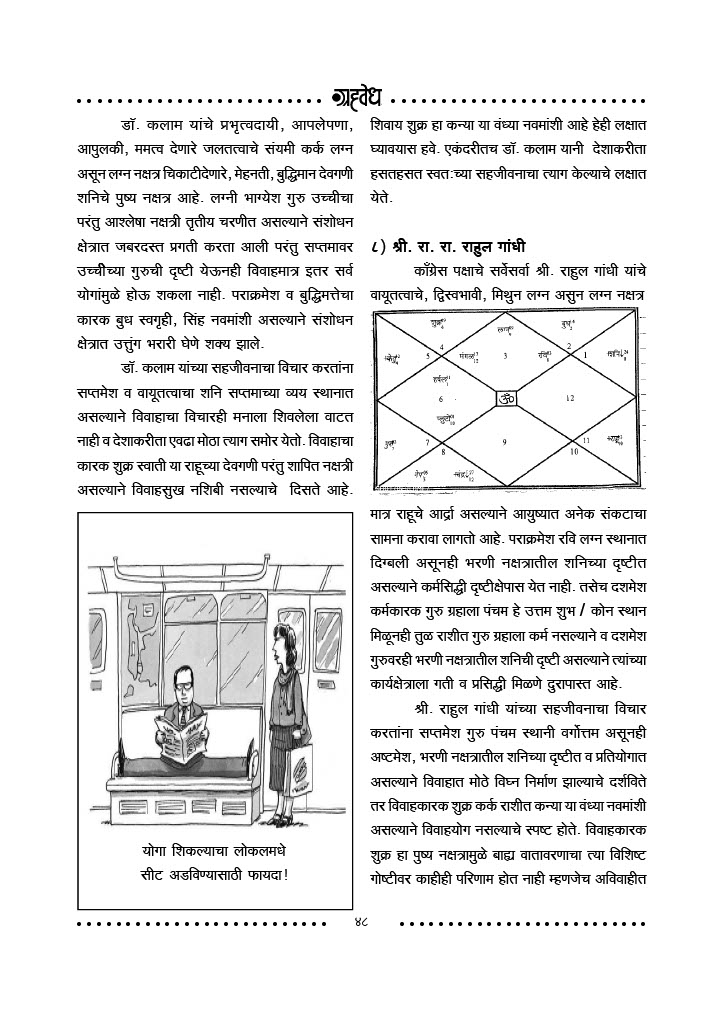 ग्रहवेध
डॉ. कलाम यांचे प्रभृत्वदायी, आपलेपणा,
आपुलकी, ममत्व देणारे जलतत्वाचे संयमी कर्क लग्न
असून लग्न नक्षत्र चिकाटीदेणारे, मेहनती, बुद्धिमान देवगणी
शनिचे पुष्य नक्षत्र आहे. लग्नी भाग्येश गुरु उच्चीचा
परंतु आश्लेषा नक्षत्री तृतीय चरणीत असल्याने संशोधन
क्षेत्रात जबरदस्त प्रगती करता आली परंतु सप्तमावर
उच्चीच्या गुरुची दृष्टी येऊनही विवाहमात्र इतर सर्व
योगांमुळे होऊ शकला नाही. पराक्रमेश व बुद्धिमत्तेचा
कारक बुध स्वगृही, सिंह नवमांशी असल्याने संशोधन
क्षेत्रात उत्तुंग भरारी घेणे शक्य झाले.
डॉ. कलाम यांच्या सहजीवनाचा विचार करतांना
सप्तमेश व वायूतत्वाचा शनि सप्तमाच्या व्यय स्थानात
असल्याने विवाहाचा विचारही मनाला शिवलेला वाटत
नाही व देशाकरीता एवढा मोठा त्याग समोर येतो. विवाहाचा
कारक शुक्र स्वाती या राहूच्या देवगणी परंतु शापित नक्षत्री
असल्याने विवाहसुख नशिबी नसल्याचे दिसते आहे.
योगा शिकल्याचा लोकलमधे
सीट अडविण्यासाठी फायदा!
शिवाय शुक्र हा कन्या या वंध्या नवमांशी आहे हेही लक्षात
घ्यावयास हवे. एकंदरीतच डॉ. कलाम यानी देशाकरीता
हसतहसत स्वतःच्या सहजीवनाचा त्याग केल्याचे लक्षात
येते.
८) श्री. रा. रा. राहुल गांधी
काँग्रेस पक्षाचे सर्वेसर्वा श्री. राहुल गांधी यांचे
वायूतत्वाचे, द्विस्वभावी, मिथुन लग्न असुन लग्न नक्षत्र
शुक्र
लग्न
बुध
4
2
5
मंगळ
3
रवि
1
शनि
हर्षल
6
ॐ
12
प्लुटो
गुरु
7
9
11
राहू
8
10
नेप
चंद्र
मात्र राहूचे आर्द्रा असल्याने आयुष्यात अनेक संकटाचा
सामना करावा लागतो आहे. पराक्रमेश रवि लग्न स्थानात
दिग्बली असूनही भरणी नक्षत्रातील शनिच्या दृष्टीत
असल्याने कर्मसिद्धी दृष्टीक्षेपास येत नाही. तसेच दशमेश
कर्मकारक गुरु ग्रहाला पंचम हे उत्तम शुभ / कोन स्थान
मिळूनही तुळ राशीत गुरु ग्रहाला कर्म नसल्याने व दशमेश
गुरुवरही भरणी नक्षत्रातील शनिची दृष्टी असल्याने त्यांच्या
कार्यक्षेत्राला गती व प्रसिद्धी मिळणे दुरापास्त आहे.
श्री. राहुल गांधी यांच्या सहजीवनाचा विचार
करतांना सप्तमेश गुरु पंचम स्थानी वर्गोत्तम असूनही
अष्टमेश, भरणी नक्षत्रातील शनिच्या दृष्टीत व प्रतियोगात
असल्याने विवाहात मोठे विघ्न निर्माण झाल्याचे दर्शविते
तर विवाहकारक शुक्र कर्क राशीत कन्या या वंध्या नवमांशी
असल्याने विवाहयोग नसल्याचे स्पष्ट होते. विवाहकारक
शुक्र हा पुष्य नक्षत्रामुळे बाह्य वातावरणाचा त्या विशिष्ट
गोष्टीवर काहीही परिणाम होत नाही म्हणजेच अविवाहीत
४८